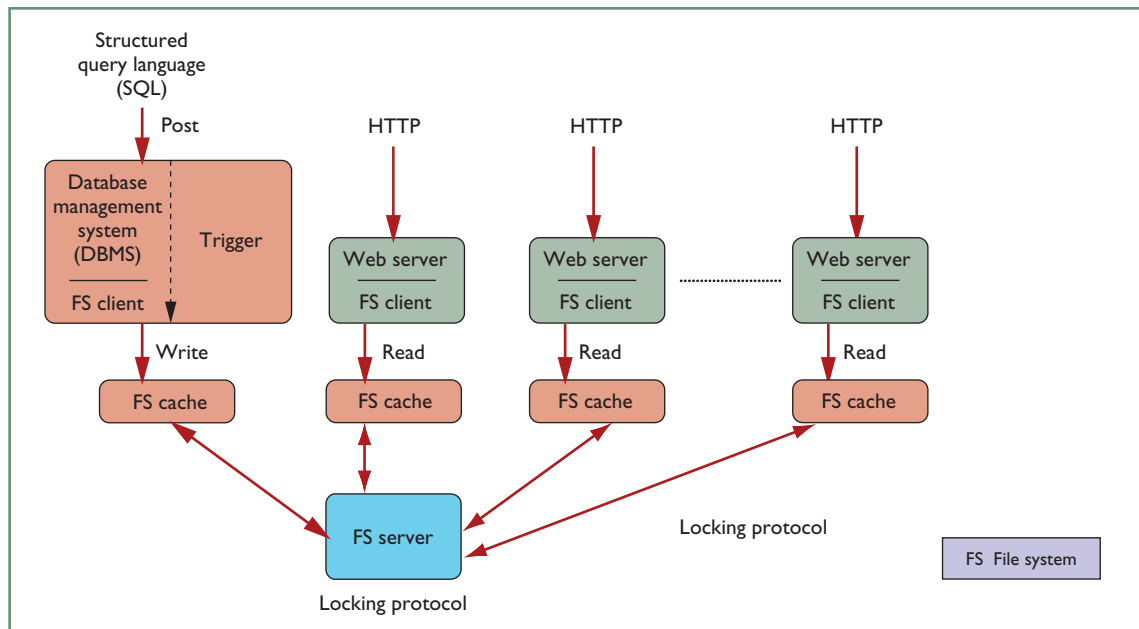 Structured
query language
(SQL)
Post
HTTP
HTTP
HTTP
Database
management
system
(DBMS)
Trigger
FS client
Web server
FS client
Web server
FS client
Web server
FS client
Write
Read
Read
Read
FS cache
FS cache
FS cache
FS cache
FS server
Locking protocol
Locking protocol
FS File system